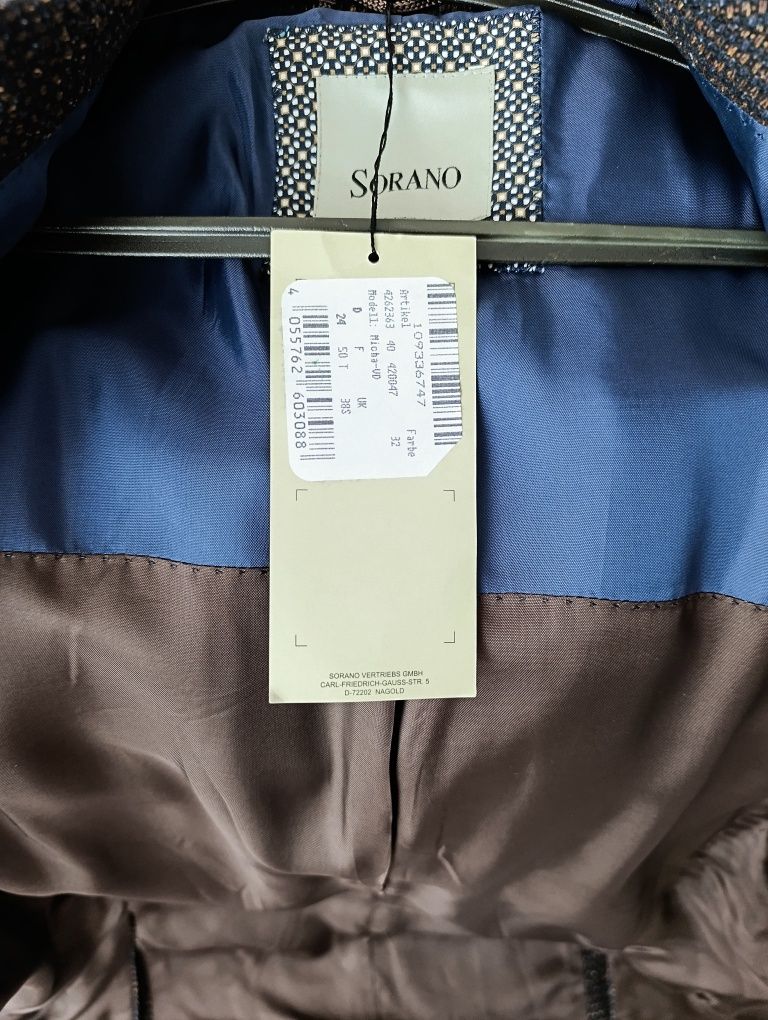 SORANO
109336747
Artikel Farbe
4262363 40 420047 32
Modell: Micha-VD
D F UK
24 50 T 38S
4 055762 603088
SORANO VERTRIEBS GMBH
CARL-FRIEDRICH-GAUSS-STR. 5
D-72202 NAGOLD